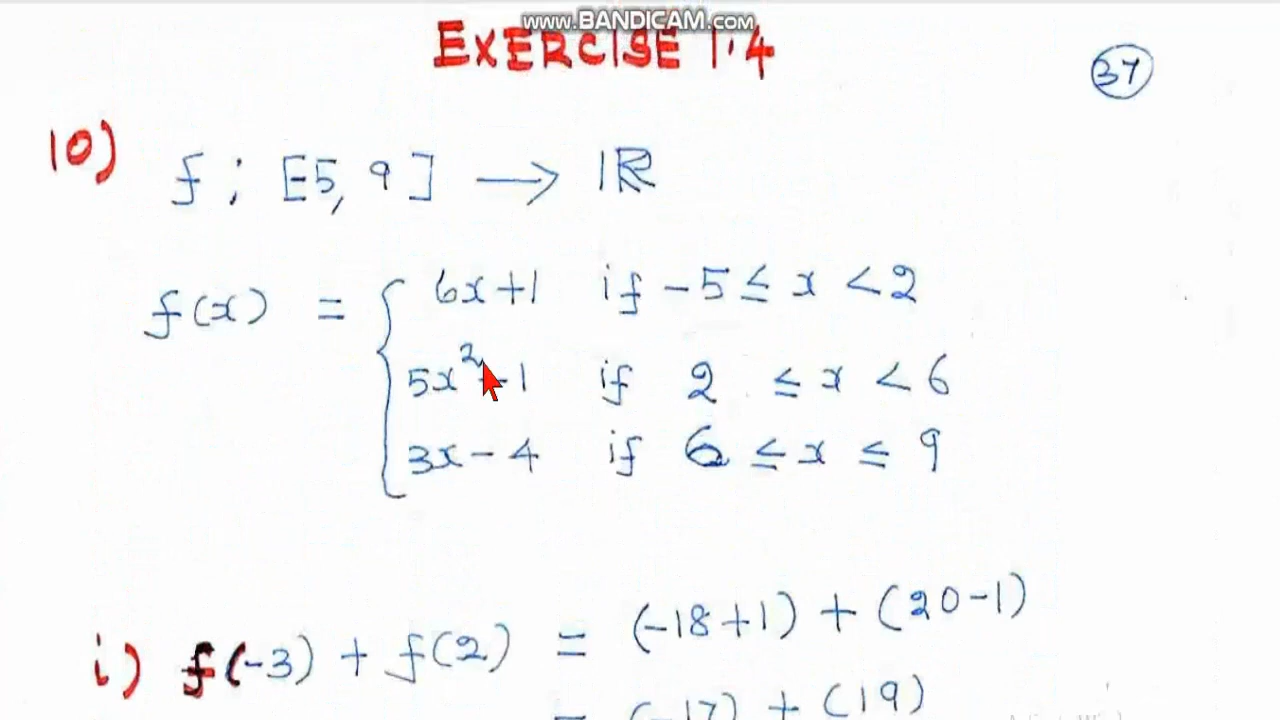 WWW.BANDICAM.COM
EXERCISE 1.4
37
10) f ; [-5, 9] → ℝ
f(x) = { 6x+1 if -5 ≤ x < 2
5x²-1 if 2 ≤ x < 6
3x-4 if 6 ≤ x ≤ 9
i) f(-3) + f(2) = (-18+1) + (20-1)
= (-17) + (19)